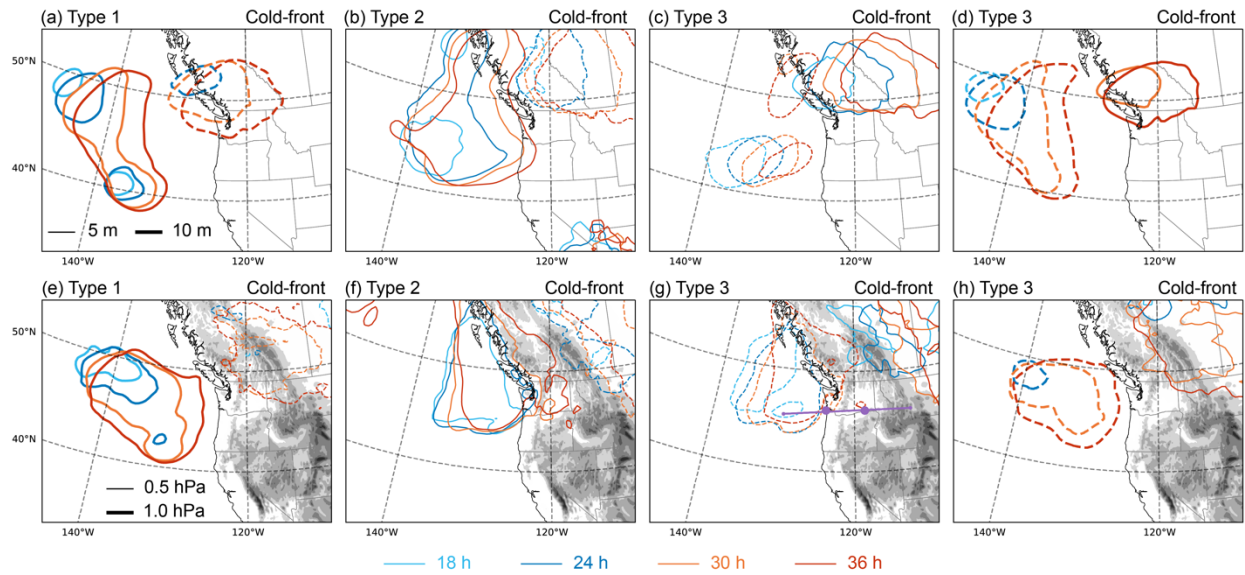 (a) Type 1 Cold-front
(b) Type 2 Cold-front
(c) Type 3 Cold-front
(d) Type 3 Cold-front
50°N
40°N
5 m 10 m
140°W 120°W
140°W 120°W
140°W 120°W
140°W 120°W
(e) Type 1 Cold-front
(f) Type 2 Cold-front
(g) Type 3 Cold-front
(h) Type 3 Cold-front
50°N
40°N
0.5 hPa
1.0 hPa
140°W 120°W
140°W 120°W
140°W 120°W
140°W 120°W
18 h 24 h 30 h 36 h